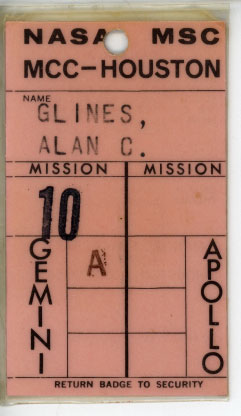 NASA MSC
MCC-HOUSTON
NAME
GLINES,
ALAN C.
MISSION MISSION
10
GEMINI
A
APOLLO
RETURN BADGE TO SECURITY